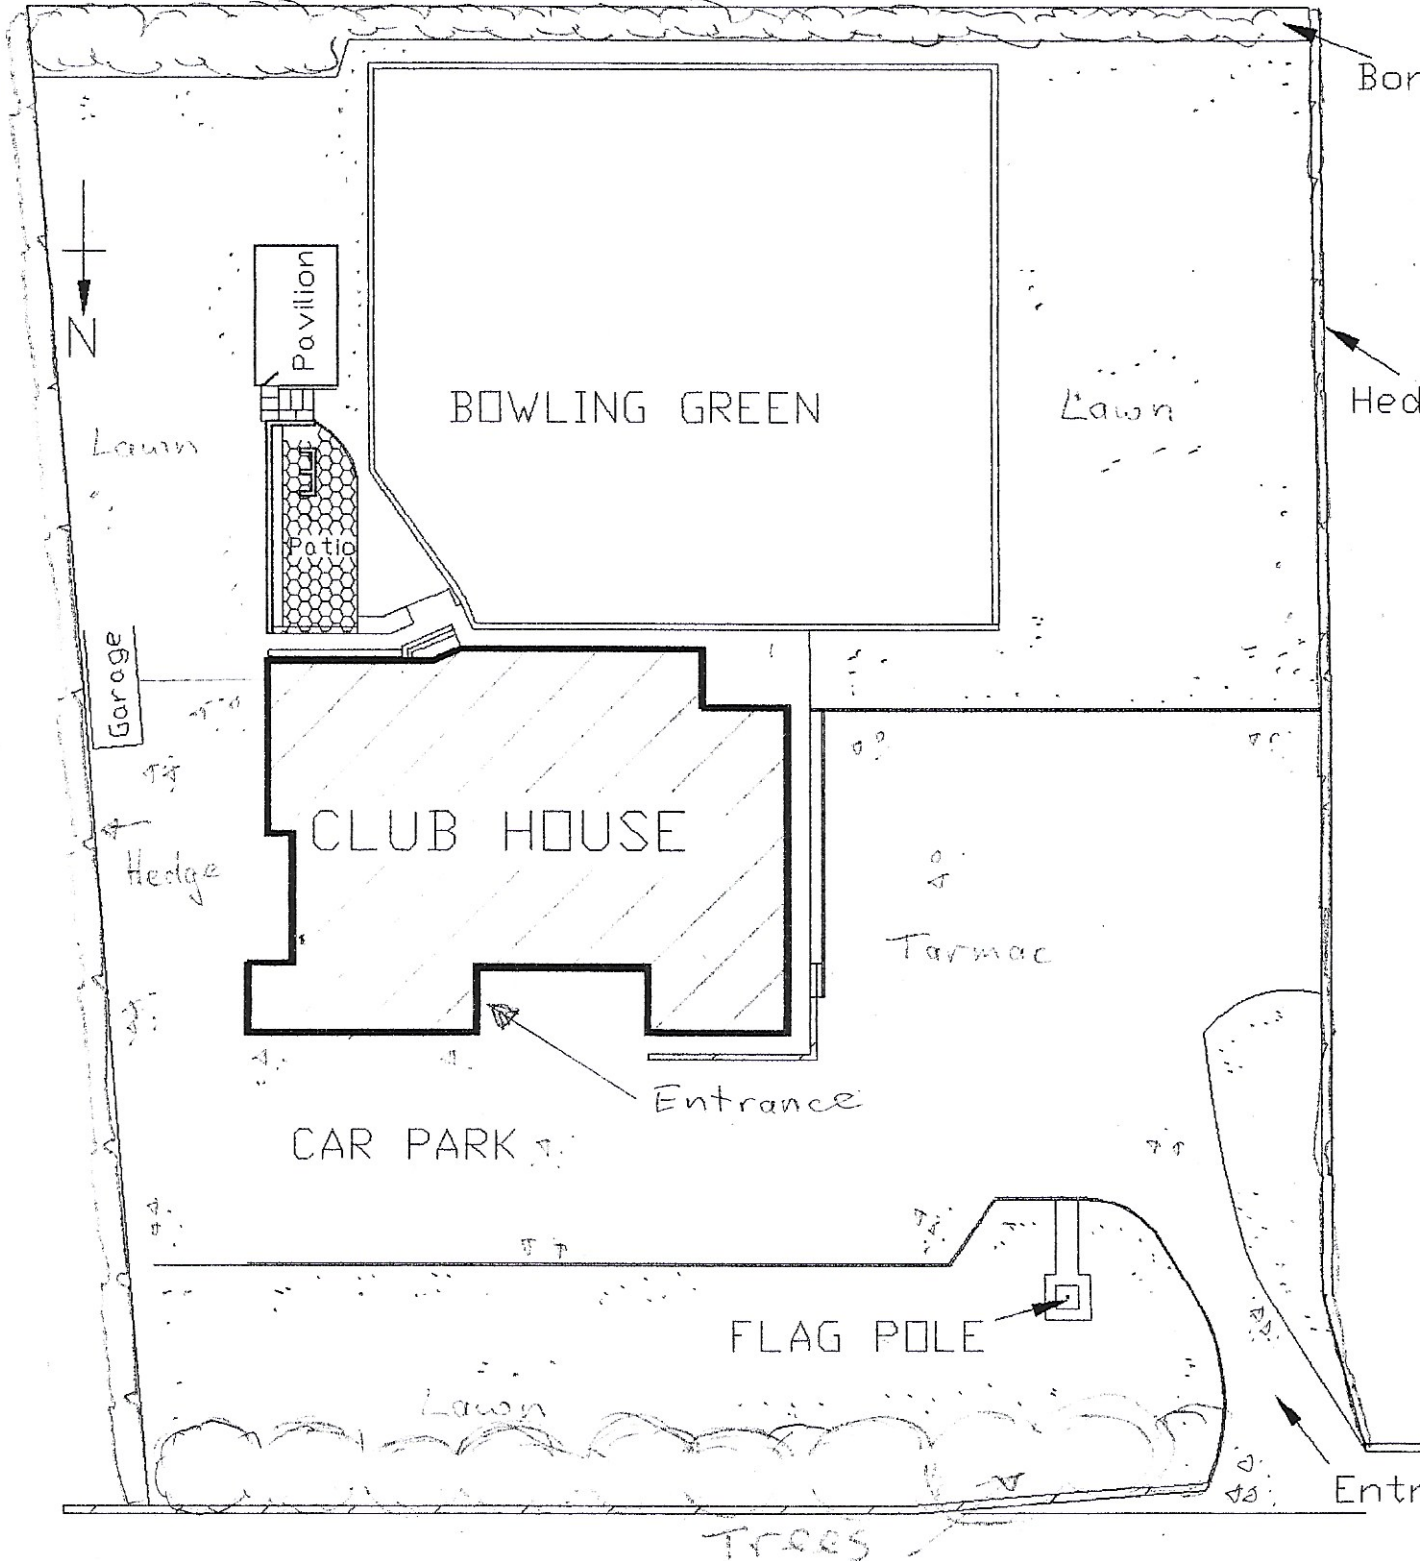 Bor
N
Pavilion
BOWLING GREEN
Lawn
Hed
Lawn
Patio
Garage
CLUB HOUSE
Hedge
Tarmac
Entrance
CAR PARK
FLAG POLE
Lawn
Entr
Trees